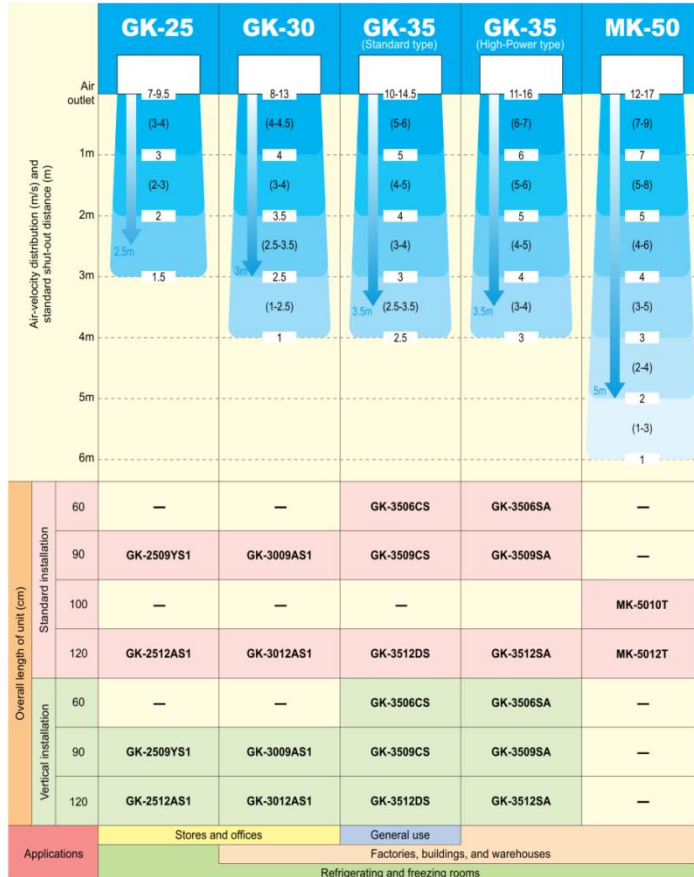 GK-25 GK-30 GK-35 GK-35 MK-50
(Standard type) (High-Power type)
Air outlet
7-9.5 8-13 10-14.5 11-16 12-17
(3-4) (4-4.5) (5-6) (6-7) (7-9)
1m 3 4 5 6 7
(2-3) (3-4) (4-5) (5-6) (5-8)
2m 2 3.5 4 5 5
2.5m (2.5-3.5) (3-4) (4-5) (4-6)
3m 1.5 3m 2.5 3 4 4
(1-2.5) 3.5m (2.5-3.5) 3.5m (3-4) (3-5)
4m 1 2.5 3 3
(2-4)
5m 5m 2
(1-3)
6m 1
Air-velocity distribution (m/s) and
standard shut-out distance (m)
Overall length of unit (cm)
Standard installation
60 — — GK-3506CS GK-3506SA —
90 GK-2509YS1 GK-3009AS1 GK-3509CS GK-3509SA —
100 — — — MK-5010T
120 GK-2512AS1 GK-3012AS1 GK-3512DS GK-3512SA MK-5012T
Vertical installation
60 — — GK-3506CS GK-3506SA —
90 GK-2509YS1 GK-3009AS1 GK-3509CS GK-3509SA —
120 GK-2512AS1 GK-3012AS1 GK-3512DS GK-3512SA —
Applications
Stores and offices General use
Factories, buildings, and warehouses
Refrigerating and freezing rooms